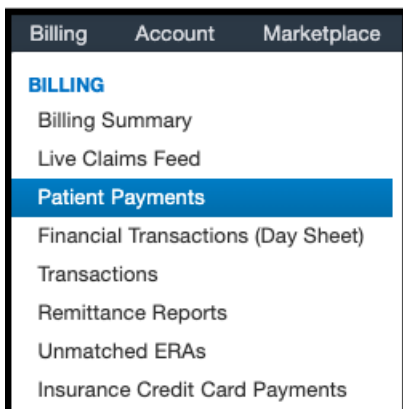 Billing Account Marketplace
BILLING
Billing Summary
Live Claims Feed
Patient Payments
Financial Transactions (Day Sheet)
Transactions
Remittance Reports
Unmatched ERAs
Insurance Credit Card Payments